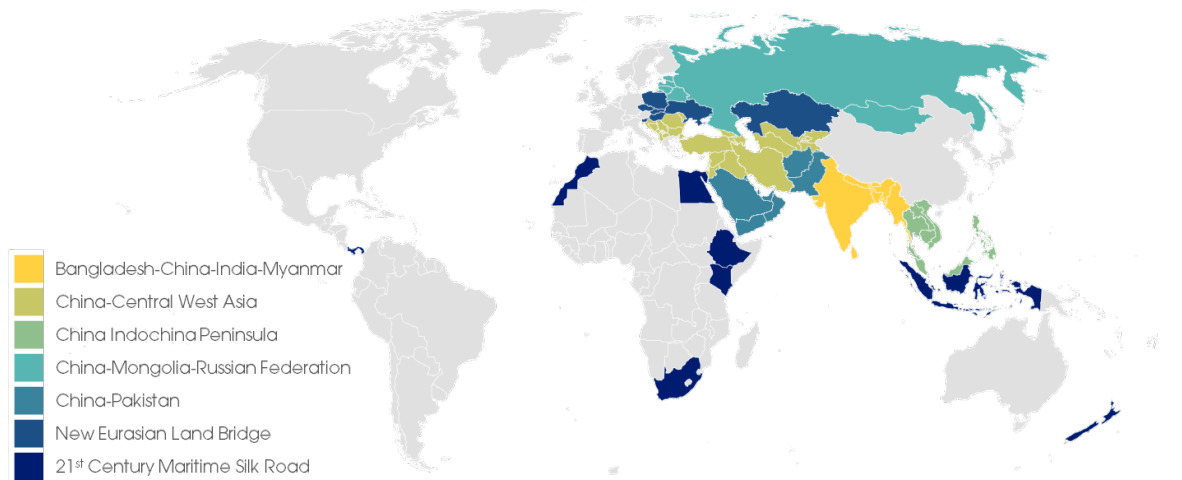 Bangladesh-China-India-Myanmar
China-Central West Asia
China Indochina Peninsula
China-Mongolia-Russian Federation
China-Pakistan
New Eurasian Land Bridge
21st Century Maritime Silk Road